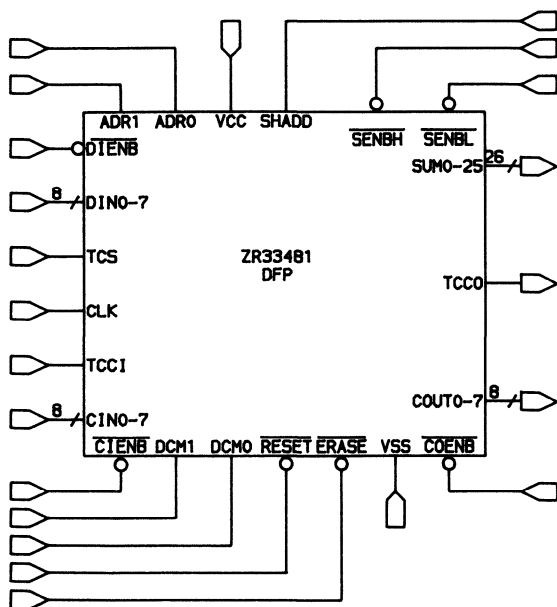 ADR1 ADR0 VCC SHADD
SENBH SENBL
DIENB
SUM0-25 26
8 DIN0-7
TCS
ZR33481
DFP
TCCO
CLK
TCCI
8 CIN0-7
COUT0-7 8
CIENB DCM1 DCM0 RESET ERASE VSS COENB